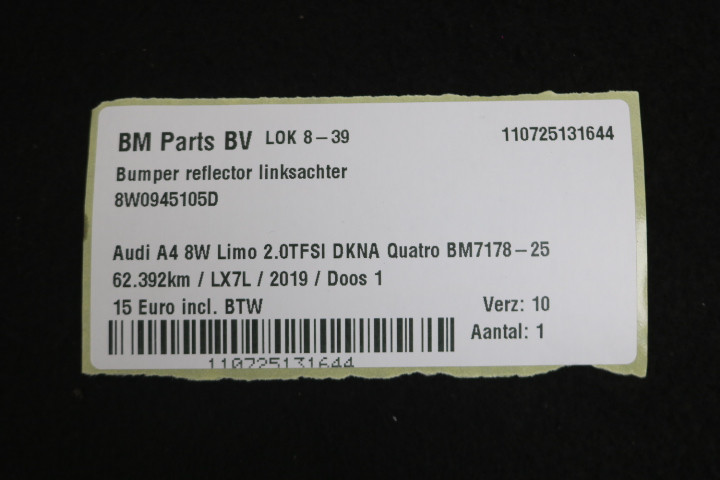 BM Parts BV LOK 8-39 110725131644
Bumper reflector linksachter
8W0945105D
Audi A4 8W Limo 2.0TFSI DKNA Quatro BM7178-25
62.392km / LX7L / 2019 / Doos 1
15 Euro incl. BTW Verz: 10
Aantal: 1
110725131644